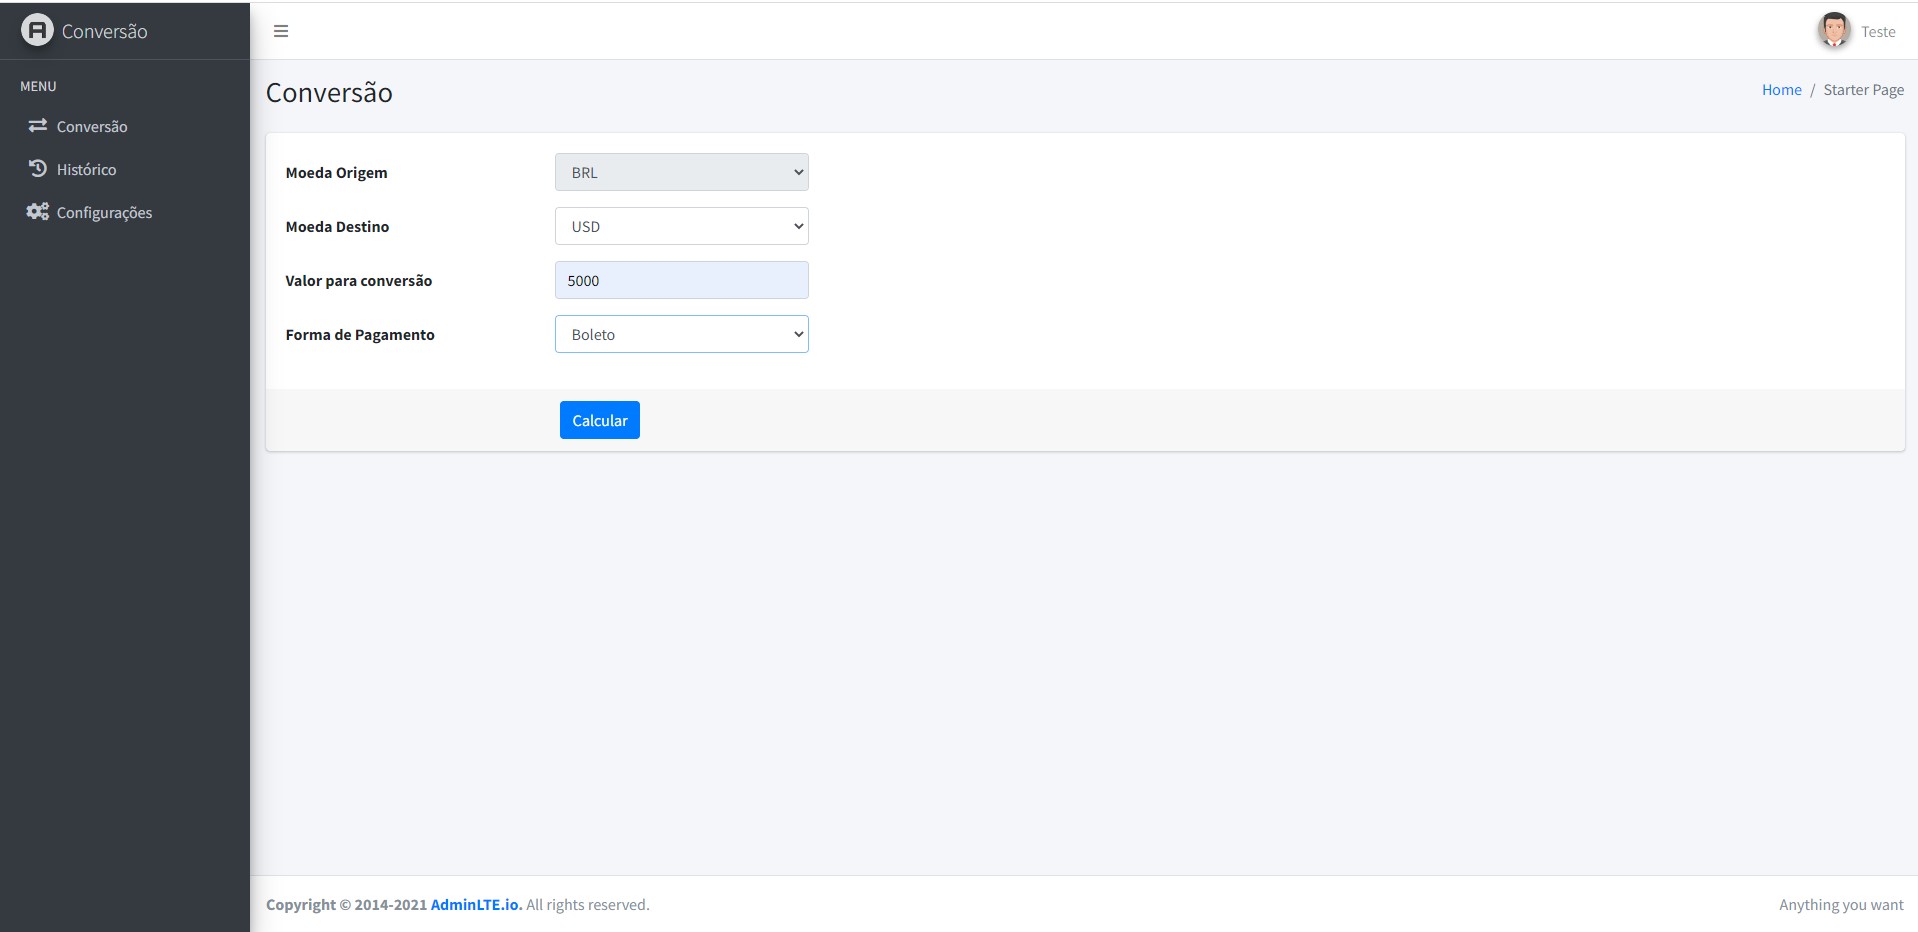 Conversão
Teste
MENU
Conversão
Histórico
Configurações
Conversão
Home / Starter Page
Moeda Origem BRL
Moeda Destino USD
Valor para conversão 5000
Forma de Pagamento Boleto
Calcular
Copyright © 2014-2021 AdminLTE.io. All rights reserved.
Anything you want